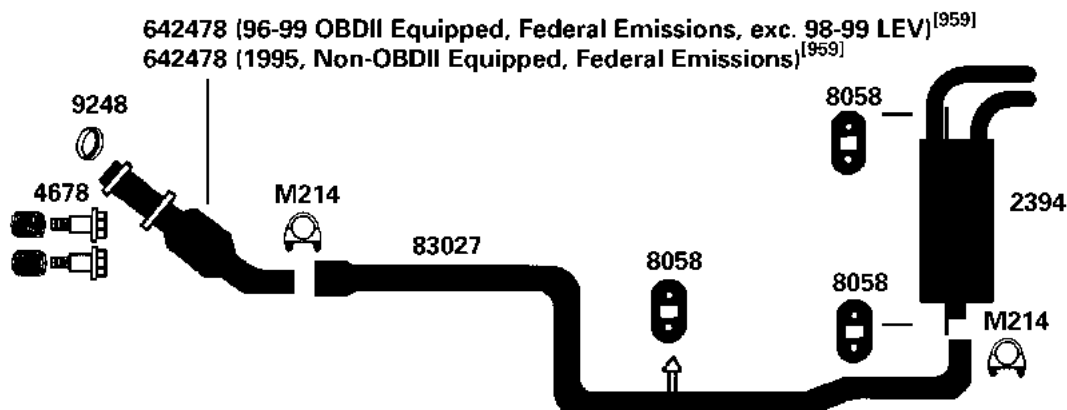 642478 (96-99 OBDII Equipped, Federal Emissions, exc. 98-99 LEV)[959]
642478 (1995, Non-OBDII Equipped, Federal Emissions)[959]
9248
8058
4678
M214
2394
83027
8058
8058
M214